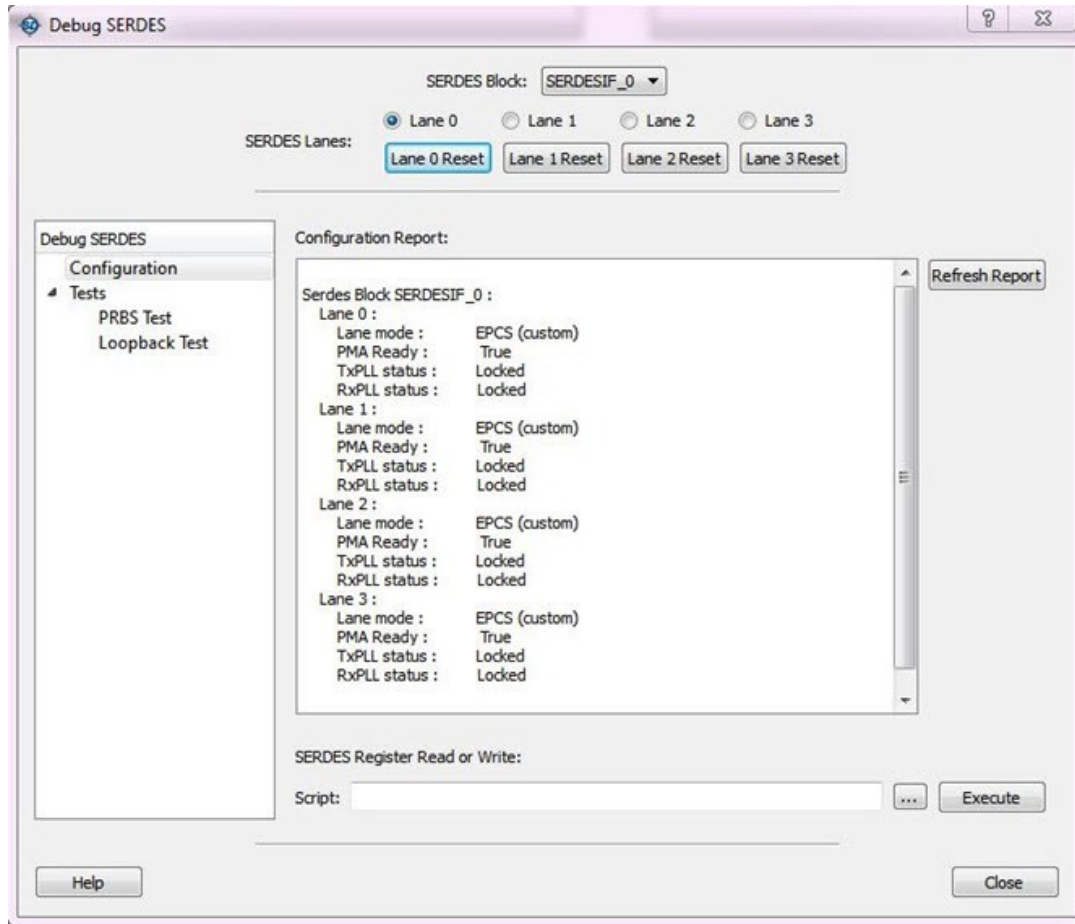 Debug SERDES
SERDES Block: SERDESIF_0
Lane 0 Lane 1 Lane 2 Lane 3
SERDES Lanes:
Lane 0 Reset Lane 1 Reset Lane 2 Reset Lane 3 Reset
Debug SERDES
Configuration
Tests
PRBS Test
Loopback Test
Configuration Report:
Refresh Report
Serdes Block SERDESIF_0 :
Lane 0 :
Lane mode : EPCS (custom)
PMA Ready : True
TxPLL status : Locked
RxPLL status : Locked
Lane 1 :
Lane mode : EPCS (custom)
PMA Ready : True
TxPLL status : Locked
RxPLL status : Locked
Lane 2 :
Lane mode : EPCS (custom)
PMA Ready : True
TxPLL status : Locked
RxPLL status : Locked
Lane 3 :
Lane mode : EPCS (custom)
PMA Ready : True
TxPLL status : Locked
RxPLL status : Locked
SERDES Register Read or Write:
Script: ... Execute
Help Close